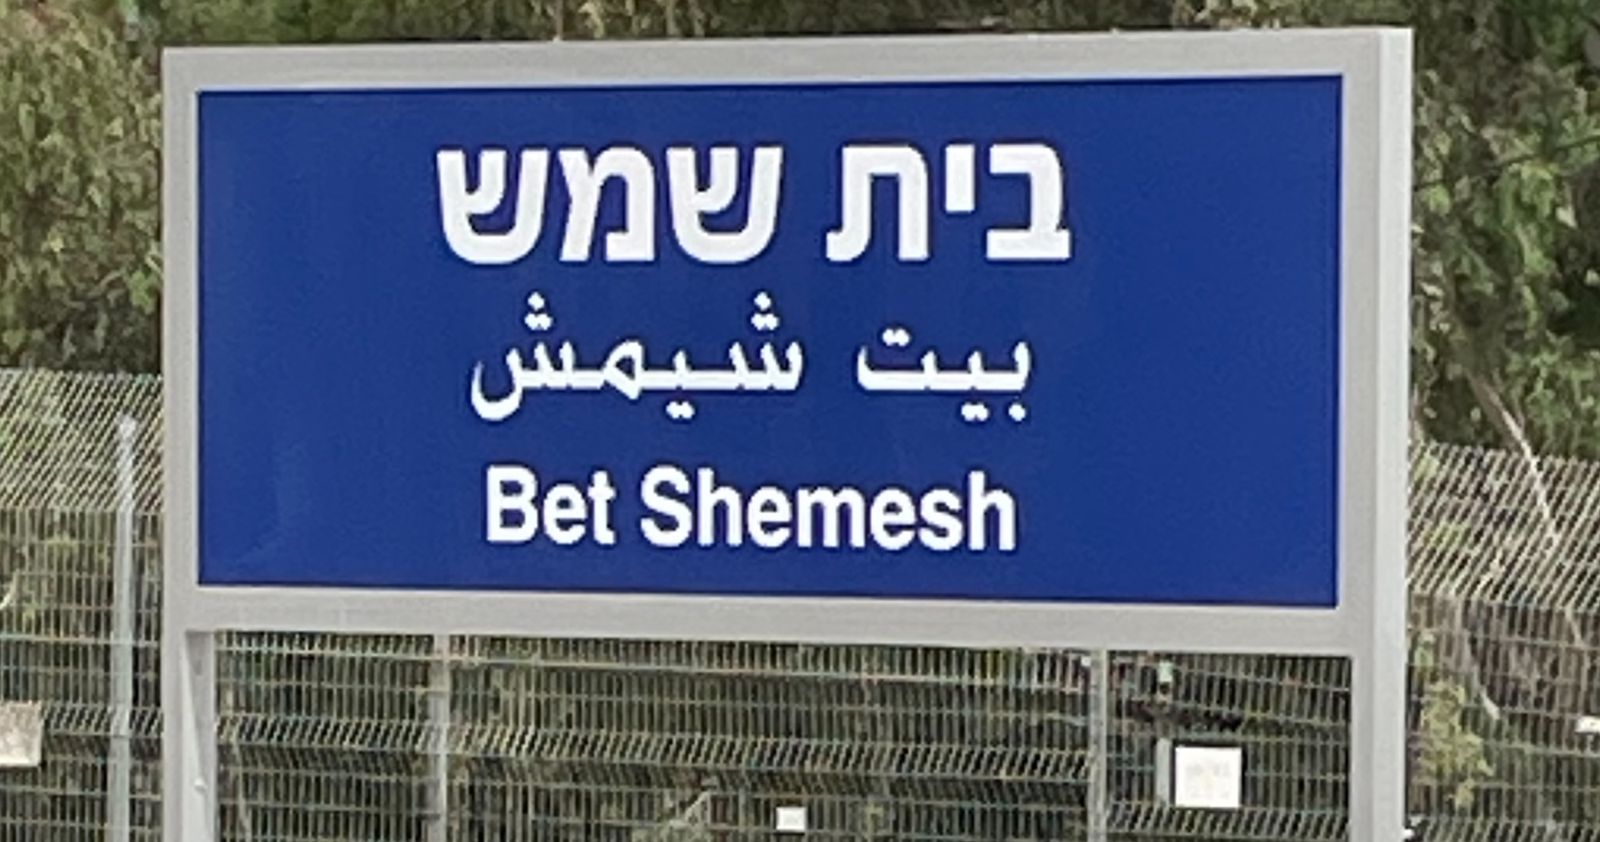 בית שמש
بيت شيمش
Bet Shemesh